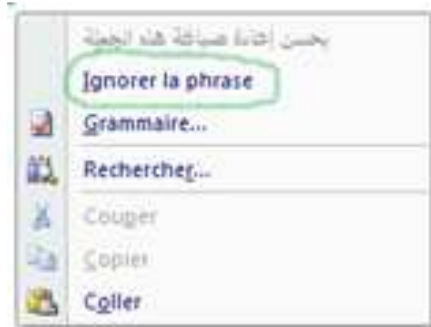 يحسن إعادة صياغة هذه الجملة
Ignorer la phrase
Grammaire...
Rechercher...
Couper
Copier
Coller